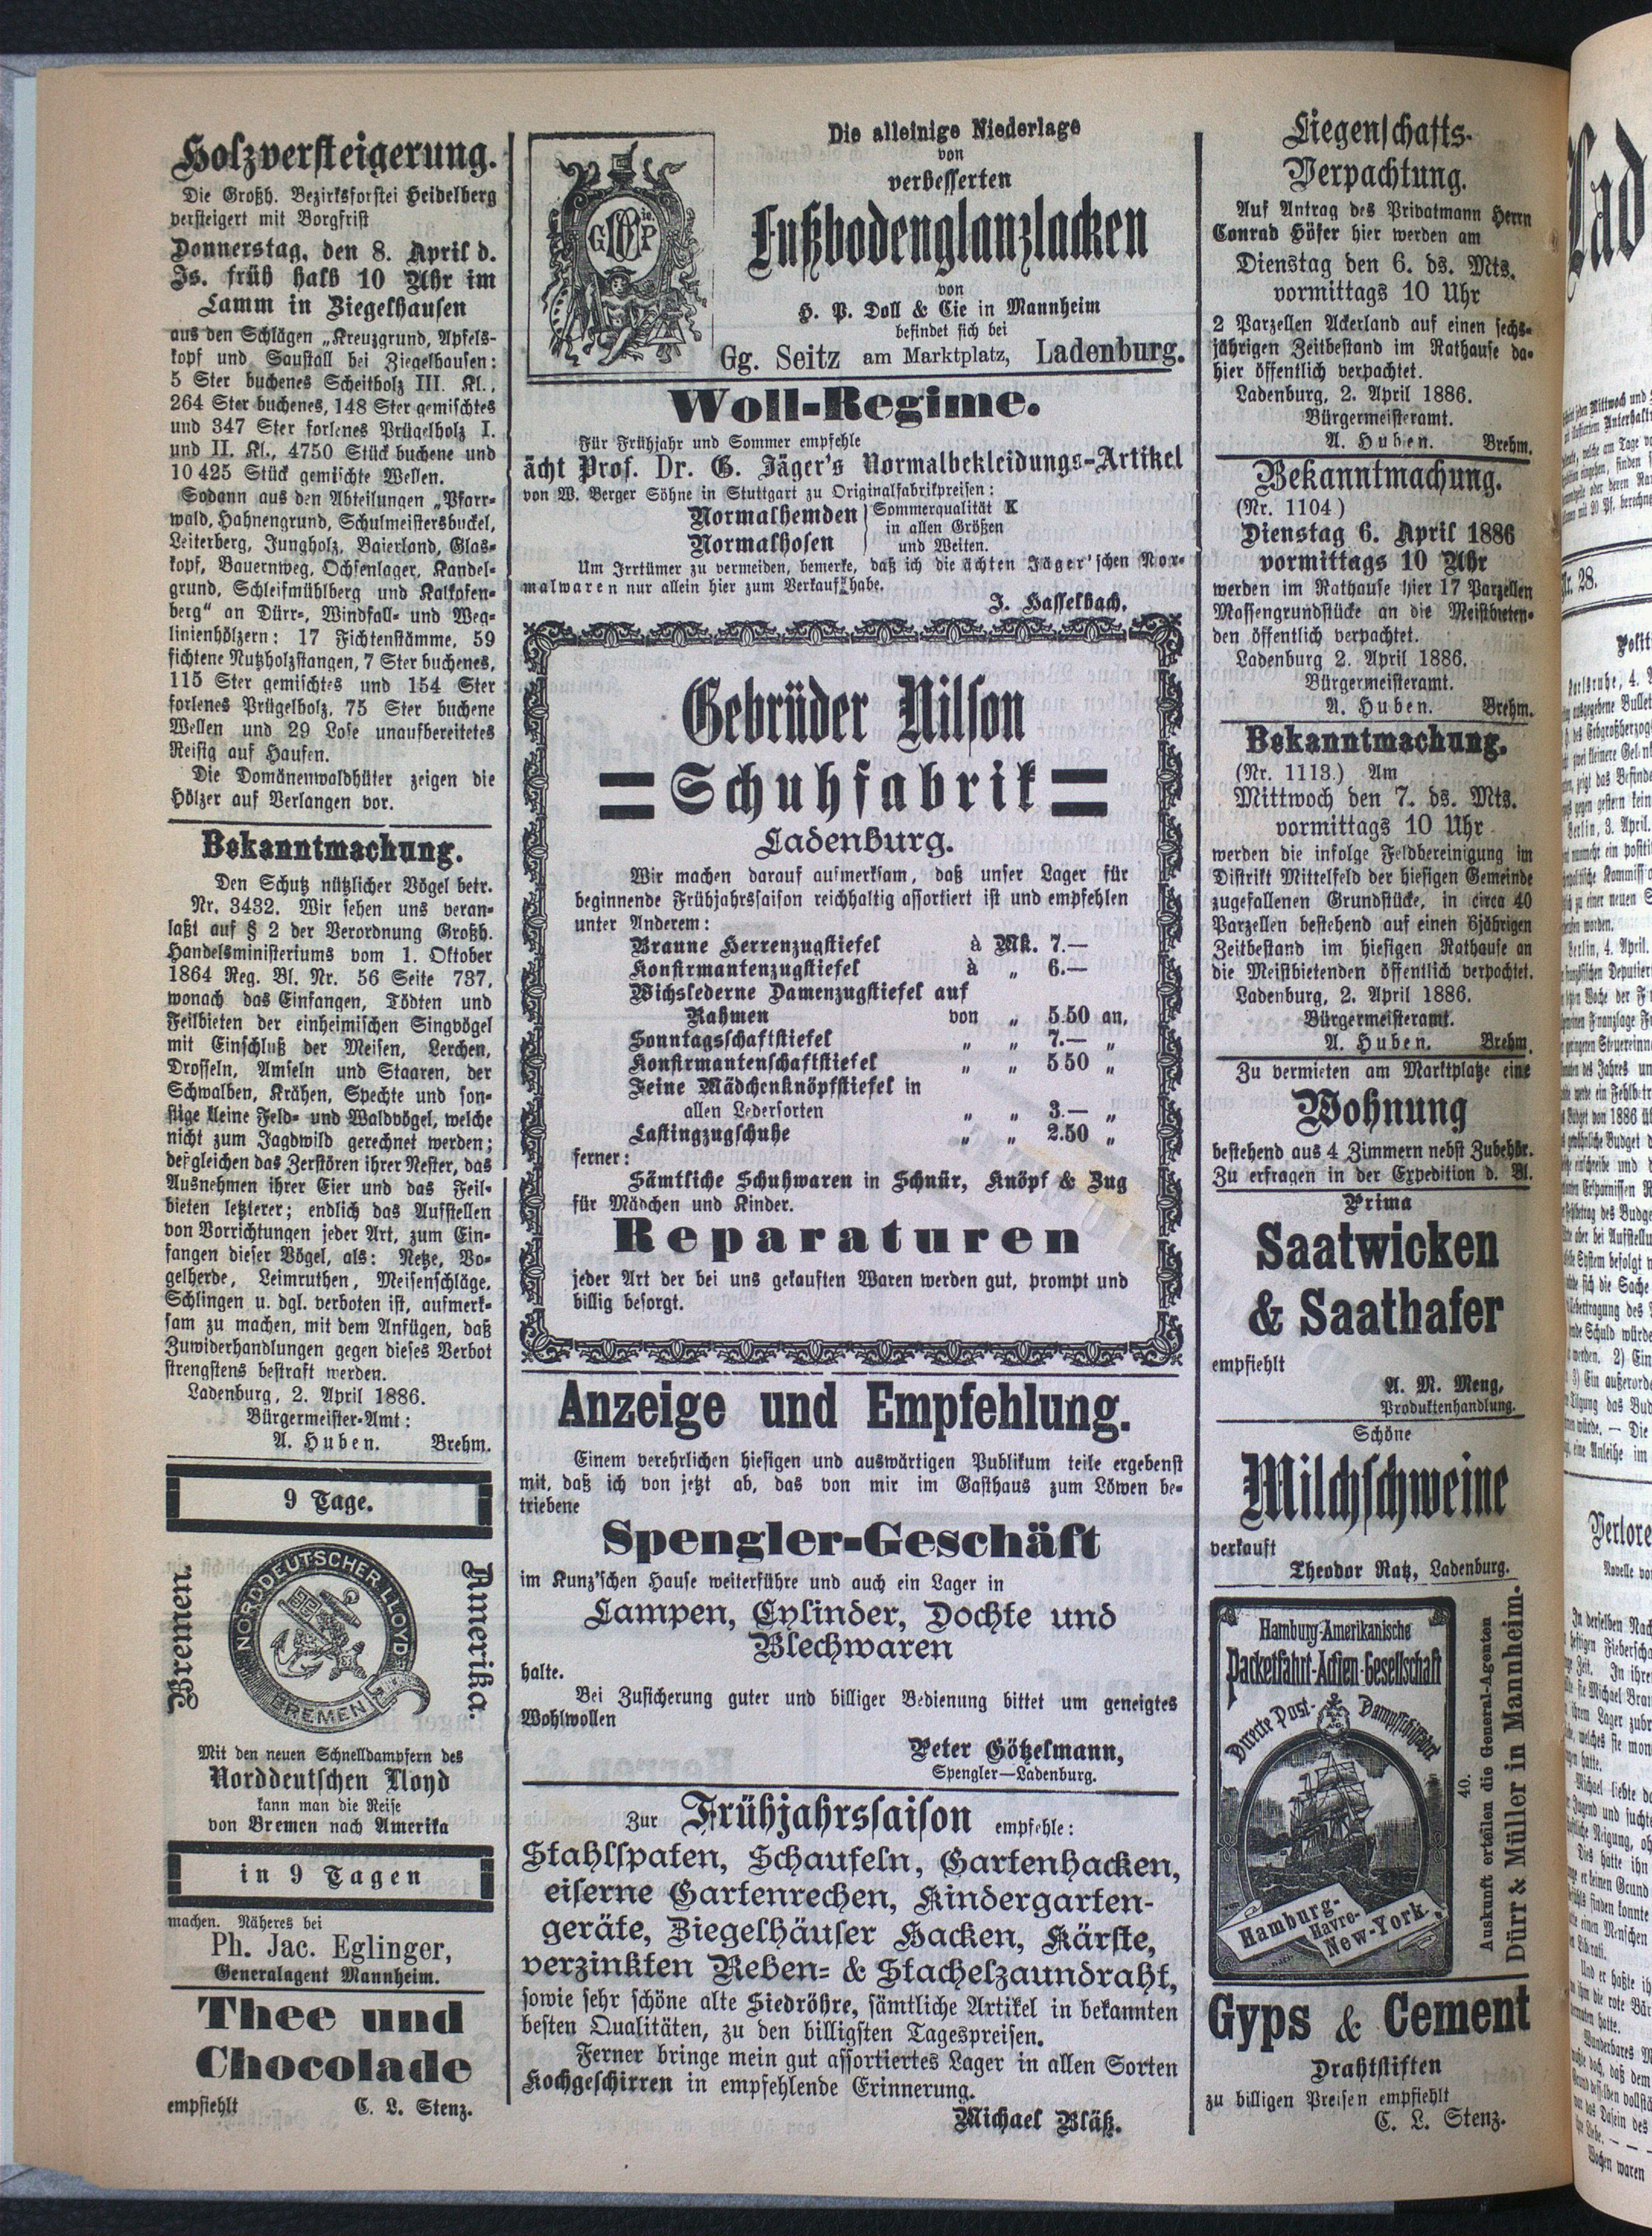 Holzversteigerung.
Die Großh. Bezirksforstei Heidelberg
versteigert mit Borgfrist
Donnerstag, den 8. April d.
Js. früh halb 10 Uhr im
Lamm in Ziegelhausen
aus den Schlägen „Kreuzgrund, Apfels-
kopf und Saustall bei Ziegelhausen:
5 Ster buchenes Scheitholz III. Kl.,
264 Ster buchenes, 148 Ster gemischtes
und 347 Ster forlenes Prügelholz I.
und II. Kl., 4750 Stück buchene und
10 425 Stück gemischte Wellen.
Sodann aus den Abteilungen „Pfarr-
wald, Hahnengrund, Schulmeistersbuckel,
Leiterberg, Jungholz, Baierland, Glas-
kopf, Bauernweg, Ochsenlager, Kandel-
grund, Schleifmühlberg und Kalkofen-
berg“ an Dürr-, Windfall- und Weg-
linienhölzern: 17 Fichtenstämme, 59
fichtene Nutzholzstangen, 7 Ster buchenes,
115 Ster gemischtes und 154 Ster
forlenes Prügelholz, 75 Ster buchene
Wellen und 29 Lose unaufbereitetes
Reisig auf Haufen.
Die Domänenwaldhüter zeigen die
Hölzer auf Verlangen vor.
Bekanntmachung.
Den Schutz nützlicher Vögel betr.
Nr. 3432. Wir sehen uns veran-
laßt auf § 2 der Verordnung Großh.
Handelsministeriums vom 1. Oktober
1864 Reg. Bl. Nr. 56 Seite 737,
wonach das Einfangen, Tödten und
Feilbieten der einheimischen Singvögel
mit Einschluß der Meisen, Lerchen,
Drosseln, Amseln und Staaren, der
Schwalben, Krähen, Spechte und son-
stige kleine Feld- und Waldvögel, welche
nicht zum Jagdwild gerechnet werden;
deßgleichen das Zerstören ihrer Nester, das
Ausnehmen ihrer Eier und das Feil-
bieten letzterer; endlich das Aufstellen
von Vorrichtungen jeder Art, zum Ein-
fangen dieser Vögel, als: Netze, Vo-
gelherde, Leimruthen, Meisenschläge,
Schlingen u. dgl. verboten ist, aufmerk-
sam zu machen, mit dem Anfügen, daß
Zuwiderhandlungen gegen dieses Verbot
strengstens bestraft werden.
Ladenburg, 2. April 1886.
Bürgermeister-Amt:
A. Huben. Brehm.
9 Tage.
Bremen.
NORDDEUTSCHER LLOYD
BREMEN
Amerika.
Mit den neuen Schnelldampfern des
Norddeutschen Lloyd
kann man die Reise
von Bremen nach Amerika
in 9 Tagen
machen. Näheres bei
Ph. Jac. Eglinger,
Generalagent Mannheim.
Thee und
Chocolade
empfiehlt C. L. Stenz.
Die alleinige Niederlage
von
verbesserten
Fußbodenglanzlacken
von
H. P. Doll & Cie in Mannheim
befindet sich bei
Gg. Seitz am Marktplatz, Ladenburg.
Woll-Regime.
Für Frühjahr und Sommer empfehle
ächt Prof. Dr. G. Jäger's Normalbekleidungs-Artikel
von W. Berger Söhne in Stuttgart zu Originalfabrikpreisen:
Normalhemden Sommerqualität K
in allen Größen
Normalhosen und Weiten.
Um Irrtümer zu vermeiden, bemerke, daß ich die ächten Jäger'schen Nor-
malwaren nur allein hier zum Verkauf habe.
J. Hasselbach.
Gebrüder Nilson
Schuhfabrik
Ladenburg.
Wir machen darauf aufmerksam, daß unser Lager für
beginnende Frühjahrssaison reichhaltig assortiert ist und empfehlen
unter Anderem:
Braune Herrenzugstiefel à Mk. 7.—
Konfirmantenzugstiefel à „ 6.—
Wichslederne Damenzugstiefel auf
Rahmen von „ 5.50 an,
Sonntagsschaftstiefel „ „ 7.— „
Konfirmantenschaftstiefel „ „ 5.50 „
Feine Mädchenknöpfstiefel in
allen Ledersorten „ „ 3.— „
Lastingzugschuhe „ „ 2.50 „
ferner:
Sämtliche Schuhwaren in Schnür, Knöpf & Zug
für Mädchen und Kinder.
Reparaturen
jeder Art der bei uns gekauften Waren werden gut, prompt und
billig besorgt.
Anzeige und Empfehlung.
Einem verehrlichen hiesigen und auswärtigen Publikum teile ergebenst
mit, daß ich von jetzt ab, das von mir im Gasthaus zum Löwen be-
triebene
Spengler-Geschäft
im Kunz'schen Hause weiterführe und auch ein Lager in
Lampen, Cylinder, Dochte und
Blechwaren
halte.
Bei Zusicherung guter und billiger Bedienung bittet um geneigtes
Wohlwollen
Peter Götzelmann,
Spengler—Ladenburg.
Zur Frühjahrssaison empfehle:
Stahlspaten, Schaufeln, Gartenhacken,
eiserne Gartenrechen, Kindergarten-
geräte, Ziegelhäuser Hacken, Kärste,
verzinkten Reben- & Stachelzaundraht,
sowie sehr schöne alte Siedröhre, sämtliche Artikel in bekannten
besten Qualitäten, zu den billigsten Tagespreisen.
Ferner bringe mein gut assortiertes Lager in allen Sorten
Kochgeschirren in empfehlende Erinnerung.
Michael Bläß.
Liegenschafts-
Verpachtung.
Auf Antrag des Privatmann Herrn
Conrad Höfer hier werden am
Dienstag den 6. ds. Mts.
vormittags 10 Uhr
2 Parzellen Ackerland auf einen sechs-
jährigen Zeitbestand im Rathause da-
hier öffentlich verpachtet.
Ladenburg, 2. April 1886.
Bürgermeisteramt.
A. Huben. Brehm.
Bekanntmachung.
(Nr. 1104)
Dienstag 6. April 1886
vormittags 10 Uhr
werden im Rathause hier 17 Parzellen
Massengrundstücke an die Meistbieten-
den öffentlich verpachtet.
Ladenburg 2. April 1886.
Bürgermeisteramt.
A. Huben. Brehm.
Bekanntmachung.
(Nr. 1113.) Am
Mittwoch den 7. ds. Mts.
vormittags 10 Uhr
werden die infolge Feldbereinigung im
Distrikt Mittelfeld der hiesigen Gemeinde
zugefallenen Grundstücke, in circa 40
Parzellen bestehend auf einen 6jährigen
Zeitbestand im hiesigen Rathause an
die Meistbietenden öffentlich verpachtet.
Ladenburg, 2. April 1886.
Bürgermeisteramt.
A. Huben. Brehm.
Zu vermieten am Marktplatze eine
Wohnung
bestehend aus 4 Zimmern nebst Zubehör.
Zu erfragen in der Expedition d. Bl.
Prima
Saatwicken
& Saathafer
empfiehlt
A. M. Meng,
Produktenhandlung.
Schöne
Milchschweine
verkauft
Theodor Ratz, Ladenburg.
Hamburg-Amerikanische
Packetfahrt-Actien-Gesellschaft
Directe Post-Dampfschiffahrt
Hamburg-
Havre-
New-York.
40.
Auskunft erteilen die General-Agenten
Dürr & Müller in Mannheim.
Gyps & Cement
Drahtstiften
zu billigen Preisen empfiehlt
C. L. Stenz.
Lad
Nr. 28.